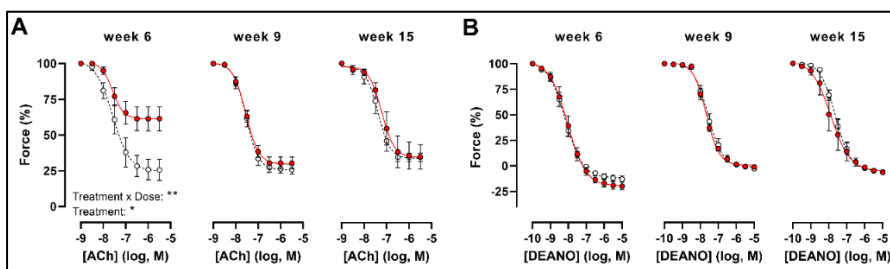 A
B
week 6
week 9
week 15
week 6
week 9
week 15
Force (%)
100
75
50
25
0
Treatment x Dose: **
Treatment: *
-9 -8 -7 -6 -5
[ACh] (log, M)
-9 -8 -7 -6 -5
[ACh] (log, M)
-9 -8 -7 -6 -5
[ACh] (log, M)
Force (%)
100
75
50
25
0
-25
-10 -9 -8 -7 -6 -5
[DEANO] (log, M)
-10 -9 -8 -7 -6 -5
[DEANO] (log, M)
-10 -9 -8 -7 -6 -5
[DEANO] (log, M)